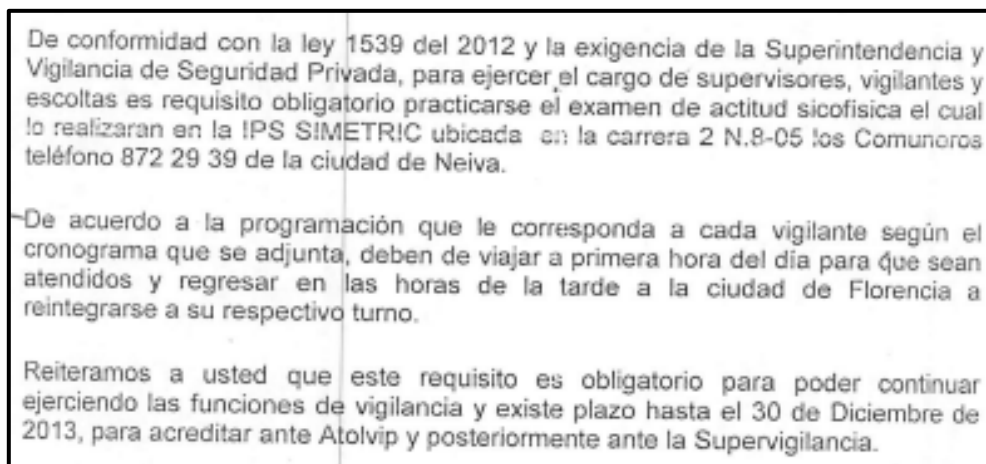 De conformidad con la ley 1539 del 2012 y la exigencia de la Superintendencia y
Vigilancia de Seguridad Privada, para ejercer el cargo de supervisores, vigilantes y
escoltas es requisito obligatorio practicarse el examen de actitud sicofisica el cual
lo realizaran en la IPS SIMETRIC ubicada en la carrera 2 N.8-05 los Comuneros
teléfono 872 29 39 de la ciudad de Neiva.
De acuerdo a la programación que le corresponda a cada vigilante según el
cronograma que se adjunta, deben de viajar a primera hora del día para que sean
atendidos y regresar en las horas de la tarde a la ciudad de Florencia a
reintegrarse a su respectivo turno.
Reiteramos a usted que este requisito es obligatorio para poder continuar
ejerciendo las funciones de vigilancia y existe plazo hasta el 30 de Diciembre de
2013, para acreditar ante Atolvip y posteriormente ante la Supervigilancia.